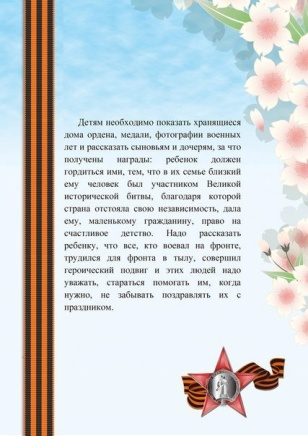 Детям необходимо показать хранящиеся
дома ордена, медали, фотографии военных
лет и рассказать сыновьям и дочерям, за что
получены награды: ребенок должен
гордиться ими, тем, что в их семье близкий
ему человек был участником Великой
исторической битвы, благодаря которой
страна отстояла свою независимость, дала
ему, маленькому гражданину, право на
счастливое детство. Надо рассказать
ребенку, что все, кто воевал на фронте,
трудился для фронта в тылу, совершил
героический подвиг и этих людей надо
уважать, стараться помогать им, когда
нужно, не забывать поздравлять их с
праздником.